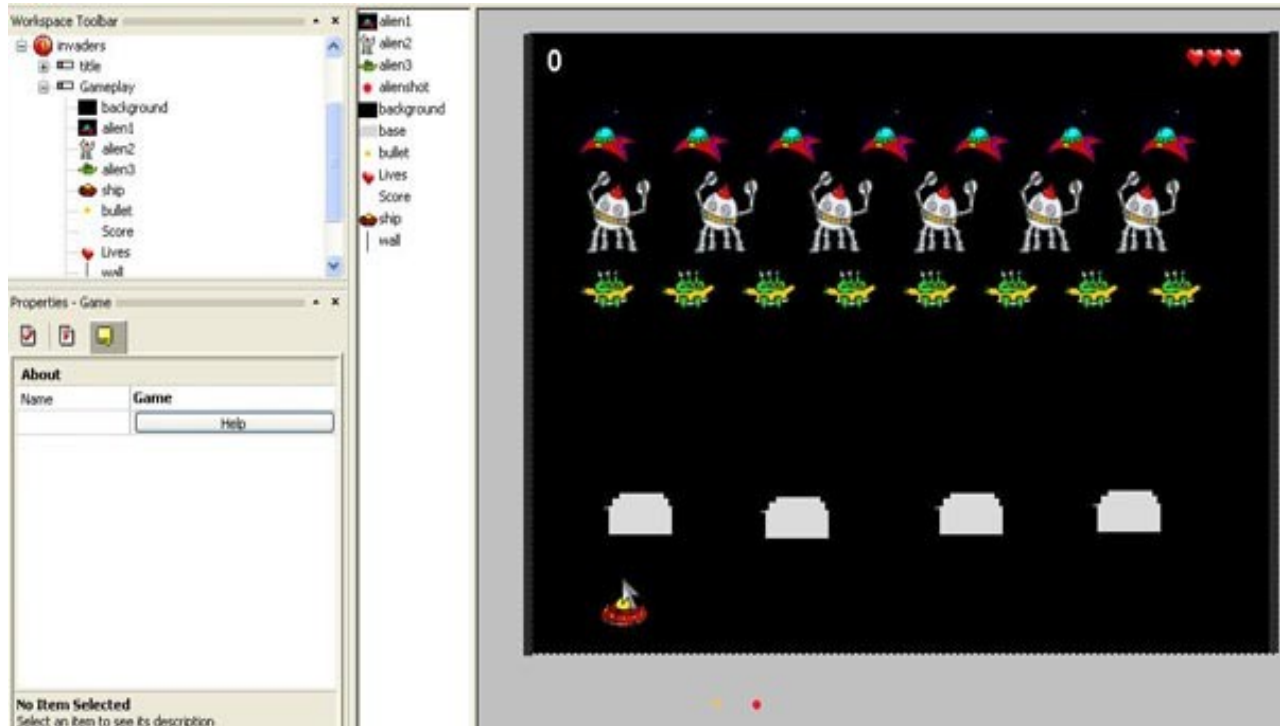 Workspace Toolbar
invaders
title
Gameplay
background
alien1
alien2
alien3
ship
bullet
Score
Lives
wall
Properties - Game
About
Name Game
Help
No Item Selected
Select an item to see its description
alien1
alien2
alien3
alienshot
background
base
bullet
Lives
Score
ship
wall
0